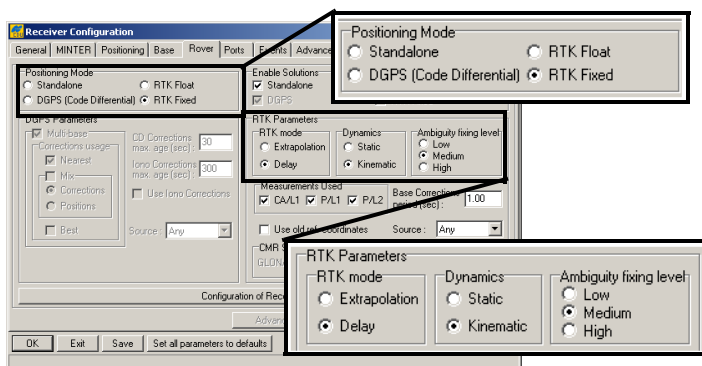 Receiver Configuration
General MINTER Positioning Base Rover Ports Events Advance
Positioning Mode
Standalone RTK Float
DGPS (Code Differential) RTK Fixed
Enable Solutions
Standalone
DGPS
Positioning Mode
Standalone RTK Float
DGPS (Code Differential) RTK Fixed
DGPS Parameters
Multi-base
Corrections usage
Nearest
Mix
Corrections
Positions
Best
CD Corrections
max. age (sec) : 30
Iono Corrections
max. age (sec) : 300
Use Iono Corrections
Source : Any
RTK Parameters
RTK mode
Extrapolation
Delay
Dynamics
Static
Kinematic
Ambiguity fixing level
Low
Medium
High
Measurements Used
CA/L1 P/L1 P/L2
Base Corrections
period (sec) : 1.00
Use old ref. coordinates
Source : Any
CMR
GLON
Configuration of Rece
Advan
RTK Parameters
RTK mode
Extrapolation
Delay
Dynamics
Static
Kinematic
Ambiguity fixing level
Low
Medium
High
OK Exit Save Set all parameters to defaults